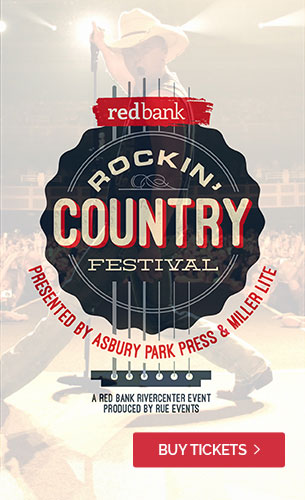 redbank
ROCKIN'
COUNTRY
FESTIVAL
PRESENTED BY ASBURY PARK PRESS & MILLER LITE
A RED BANK RIVERCENTER EVENT
PRODUCED BY RUE EVENTS
BUY TICKETS >